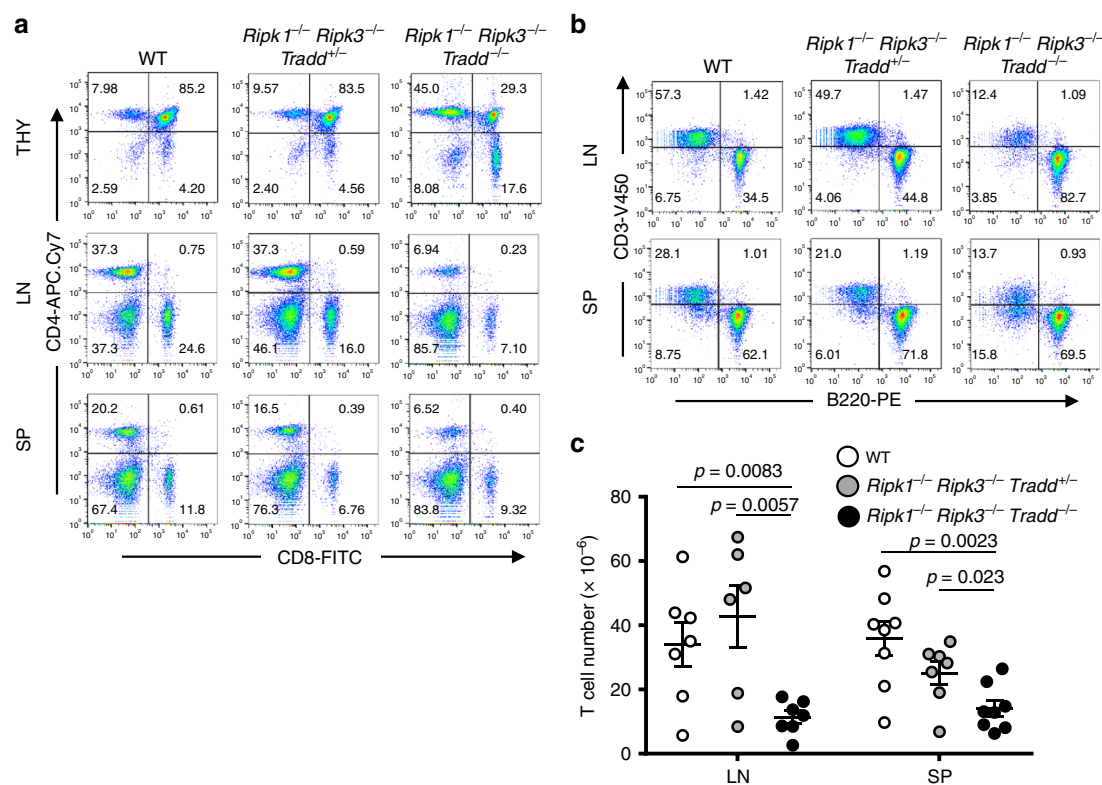 a
WT
Ripk1–/– Ripk3–/–
Tradd+/–
Ripk1–/– Ripk3–/–
Tradd–/–
THY
7.98 85.2
2.59 4.20
9.57 83.5
2.40 4.56
45.0 29.3
8.08 17.6
LN
37.3 0.75
37.3 24.6
37.3 0.59
46.1 16.0
6.94 0.23
85.7 7.10
SP
20.2 0.61
67.4 11.8
16.5 0.39
76.3 6.76
6.52 0.40
83.8 9.32
CD4-APC.Cy7
CD8-FITC
b
WT
Ripk1–/– Ripk3–/–
Tradd+/–
Ripk1–/– Ripk3–/–
Tradd–/–
LN
57.3 1.42
6.75 34.5
49.7 1.47
4.06 44.8
12.4 1.09
3.85 82.7
SP
28.1 1.01
8.75 62.1
21.0 1.19
6.01 71.8
13.7 0.93
15.8 69.5
CD3-V450
B220-PE
c
WT
Ripk1–/– Ripk3–/– Tradd+/–
Ripk1–/– Ripk3–/– Tradd–/–
p = 0.0083
p = 0.0057
p = 0.0023
p = 0.023
T cell number (× 10–6)
80
60
40
20
0
LN SP